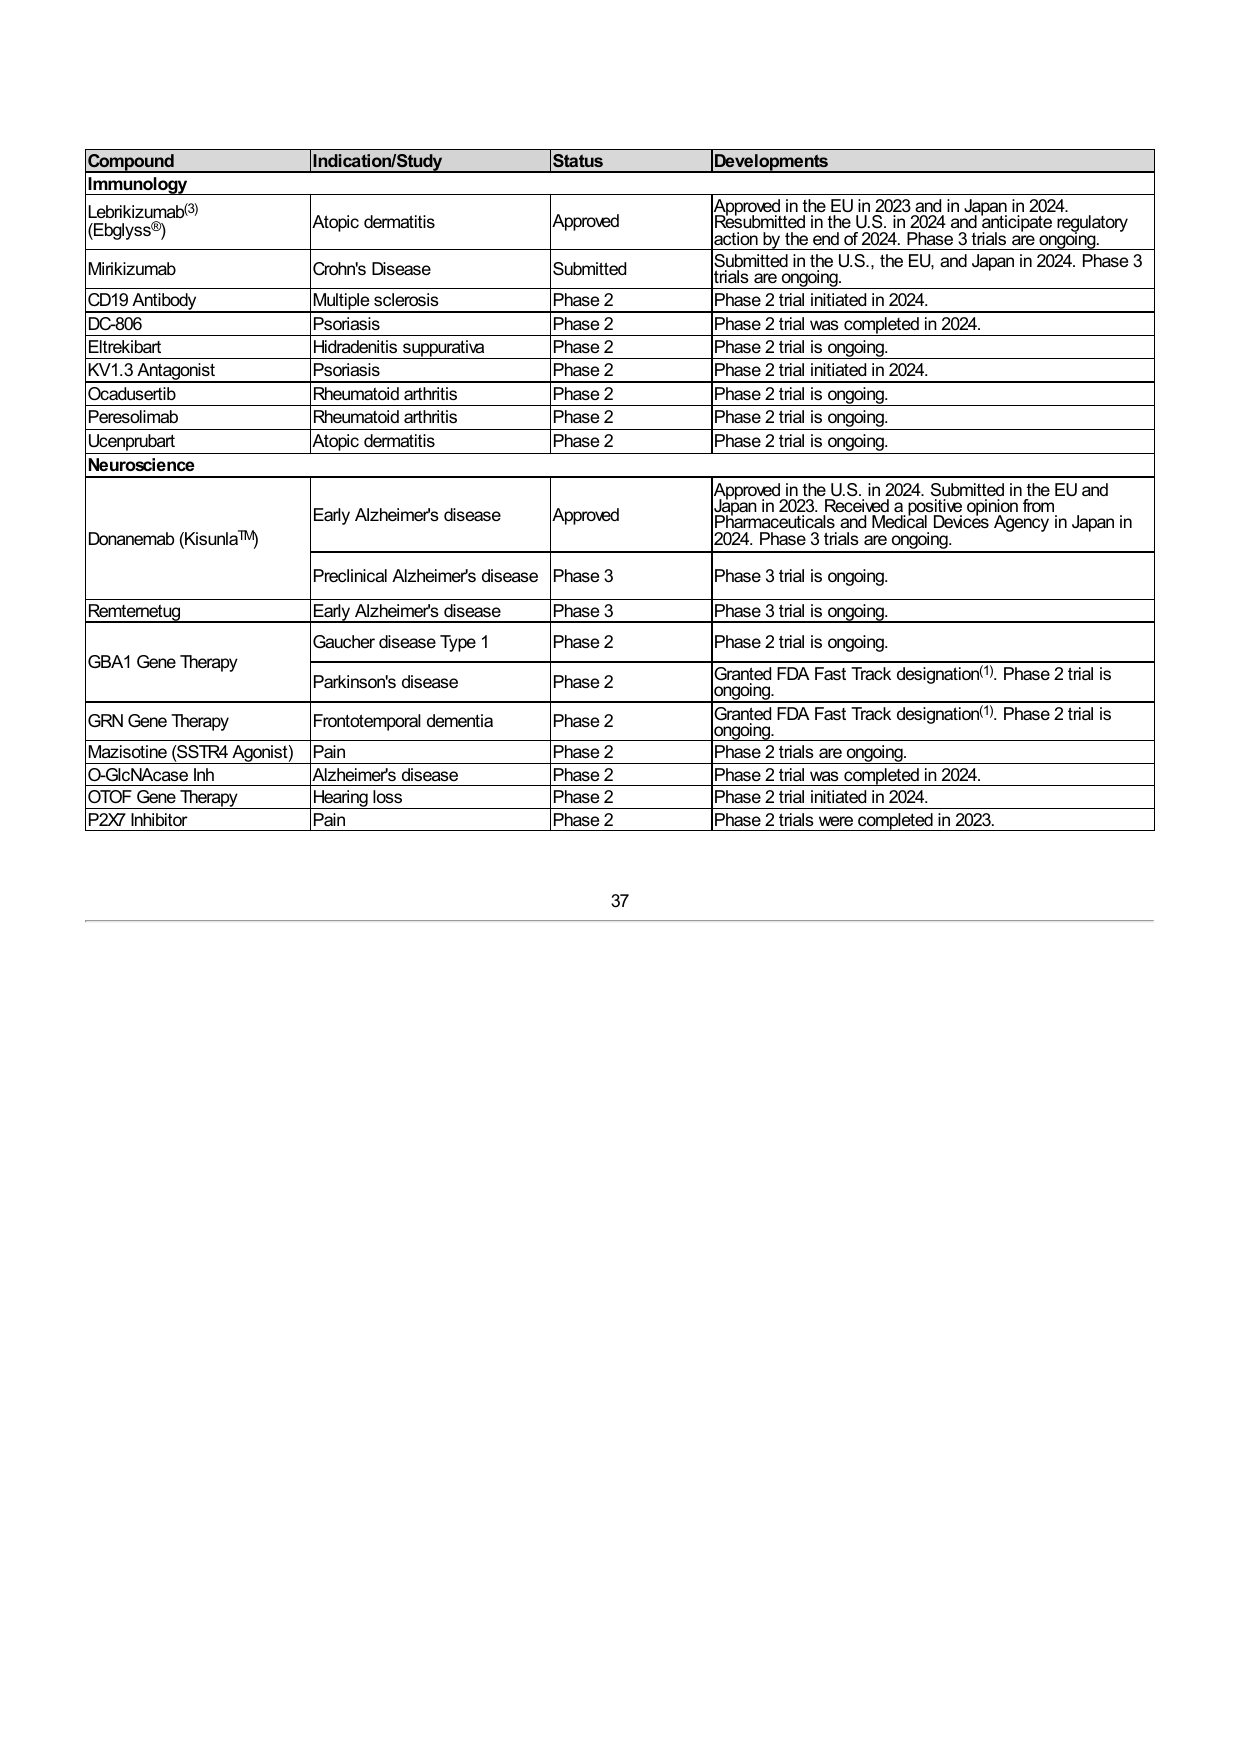 Compound Indication/Study Status Developments
Immunology
Lebrikizumab(3)
(Ebglyss®)
Atopic dermatitis
Approved
Approved in the EU in 2023 and in Japan in 2024.
Resubmitted in the U.S. in 2024 and anticipate regulatory
action by the end of 2024. Phase 3 trials are ongoing.
Mirikizumab
Crohn's Disease
Submitted
Submitted in the U.S., the EU, and Japan in 2024. Phase 3
trials are ongoing.
CD19 Antibody Multiple sclerosis Phase 2 Phase 2 trial initiated in 2024.
DC-806 Psoriasis Phase 2 Phase 2 trial was completed in 2024.
Eltrekibart Hidradenitis suppurativa Phase 2 Phase 2 trial is ongoing.
KV1.3 Antagonist Psoriasis Phase 2 Phase 2 trial initiated in 2024.
Ocadusertib Rheumatoid arthritis Phase 2 Phase 2 trial is ongoing.
Peresolimab Rheumatoid arthritis Phase 2 Phase 2 trial is ongoing.
Ucenprubart Atopic dermatitis Phase 2 Phase 2 trial is ongoing.
Neuroscience
Donanemab (Kisunla™)
Early Alzheimer's disease
Approved
Approved in the U.S. in 2024. Submitted in the EU and
Japan in 2023. Received a positive opinion from
Pharmaceuticals and Medical Devices Agency in Japan in
2024. Phase 3 trials are ongoing.
Preclinical Alzheimer's disease Phase 3 Phase 3 trial is ongoing.
Remternetug Early Alzheimer's disease Phase 3 Phase 3 trial is ongoing.
GBA1 Gene Therapy
Gaucher disease Type 1 Phase 2 Phase 2 trial is ongoing.
Parkinson's disease
Phase 2
Granted FDA Fast Track designation(1). Phase 2 trial is
ongoing.
GRN Gene Therapy
Frontotemporal dementia
Phase 2
Granted FDA Fast Track designation(1). Phase 2 trial is
ongoing.
Mazisotine (SSTR4 Agonist) Pain Phase 2 Phase 2 trials are ongoing.
O-GlcNAcase Inh Alzheimer's disease Phase 2 Phase 2 trial was completed in 2024.
OTOF Gene Therapy Hearing loss Phase 2 Phase 2 trial initiated in 2024.
P2X7 Inhibitor Pain Phase 2 Phase 2 trials were completed in 2023.
37